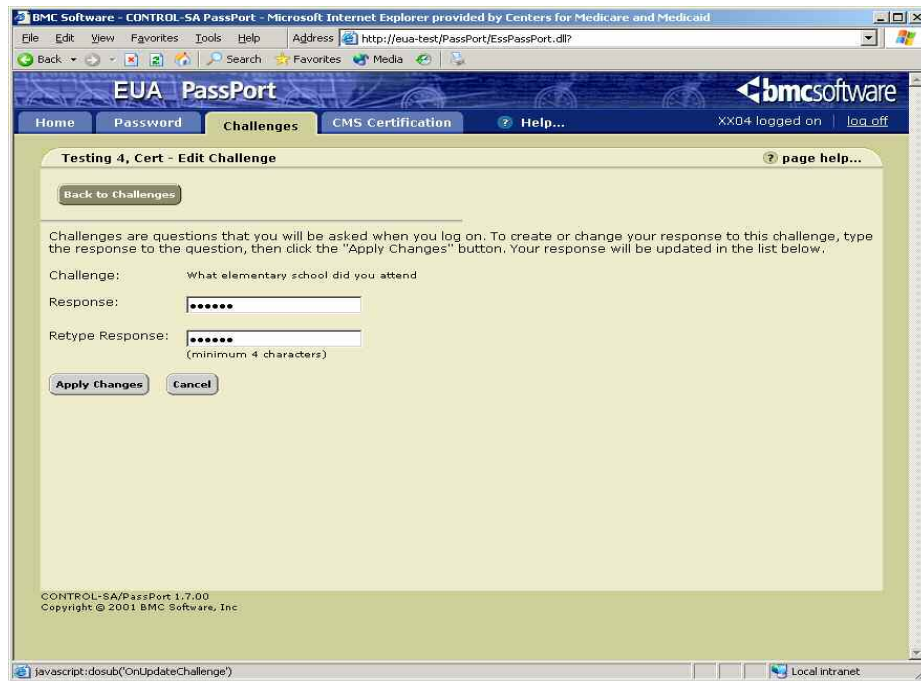 BMC Software - CONTROL-SA PassPort - Microsoft Internet Explorer provided by Centers for Medicare and Medicaid
File Edit View Favorites Tools Help Address http://eua-test/PassPort/EssPassPort.dll?
Back Search Favorites Media
EUA PassPort
bmcsoftware
Home Password Challenges CMS Certification ? Help... XX04 logged on | log off
Testing 4, Cert - Edit Challenge
? page help...
Back to Challenges
Challenges are questions that you will be asked when you log on. To create or change your response to this challenge, type
the response to the question, then click the "Apply Changes" button. Your response will be updated in the list below.
Challenge: What elementary school did you attend
Response: ••••••
Retype Response: ••••••
(minimum 4 characters)
Apply Changes Cancel
CONTROL-SA/PassPort 1.7.00
Copyright © 2001 BMC Software, Inc
javascript:dosub('OnUpdateChallenge') Local intranet